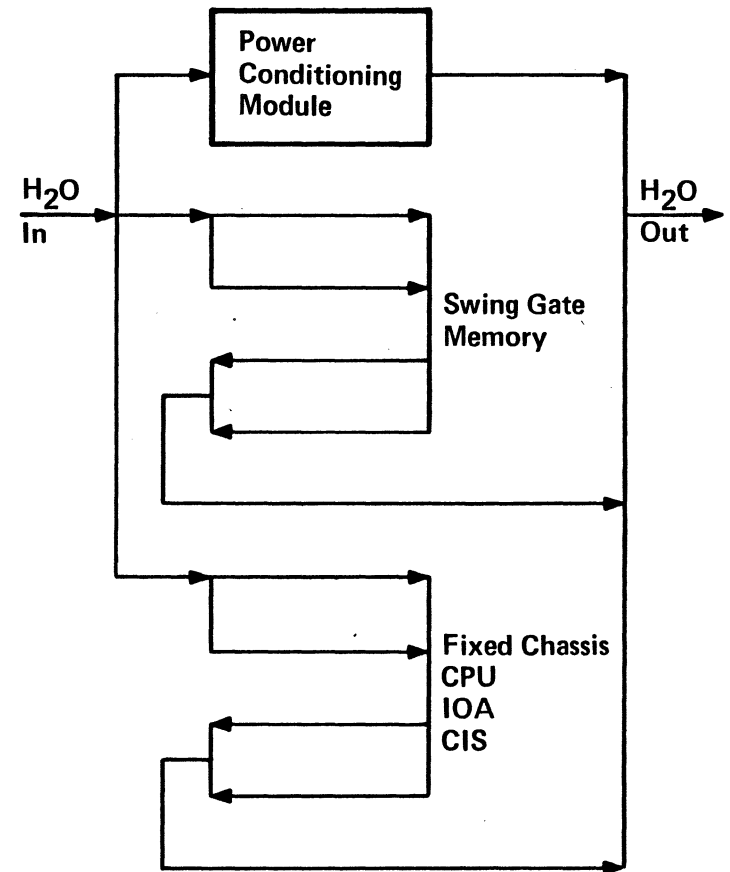 Power
Conditioning
Module
H2O
In
H2O
Out
Swing Gate
Memory
Fixed Chassis
CPU
IOA
CIS